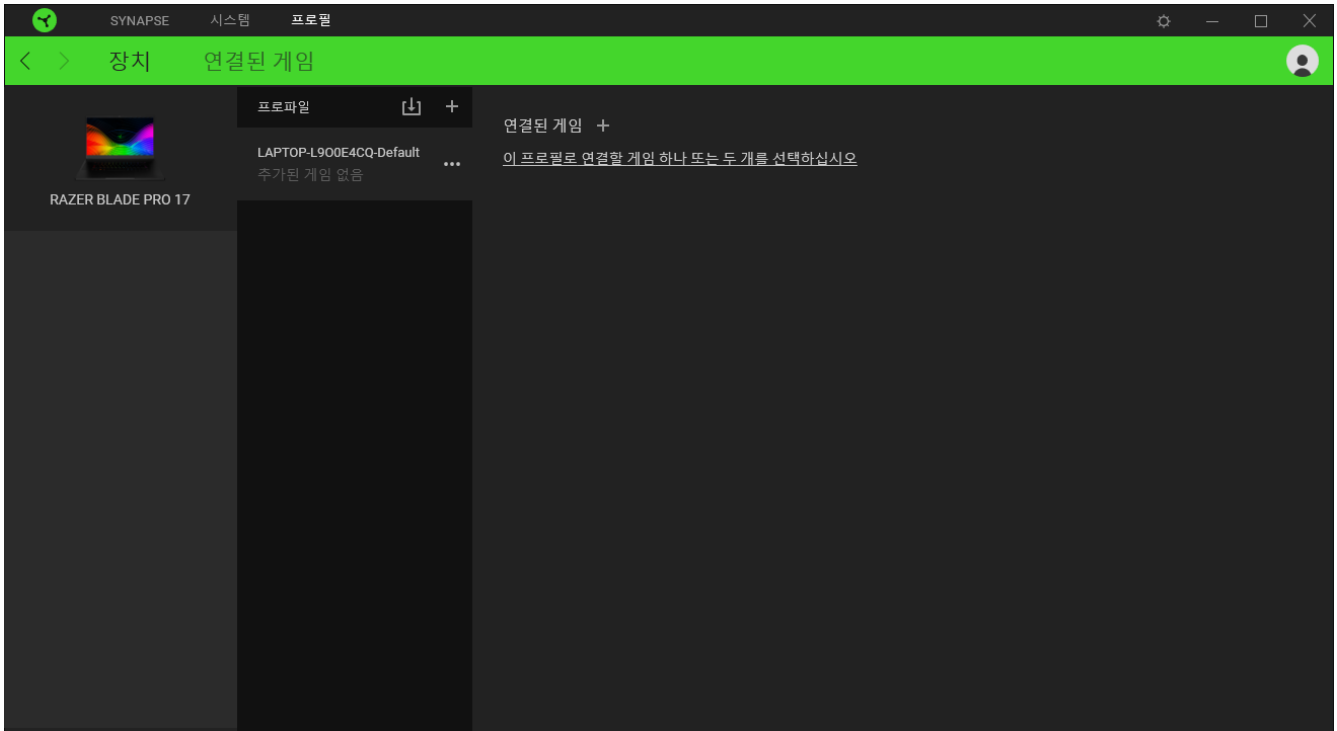 SYNAPSE 시스템 프로필
장치 연결된 게임
RAZER BLADE PRO 17
프로파일
LAPTOP-L9O0E4CQ-Default
추가된 게임 없음
연결된 게임
이 프로필로 연결할 게임 하나 또는 두 개를 선택하십시오